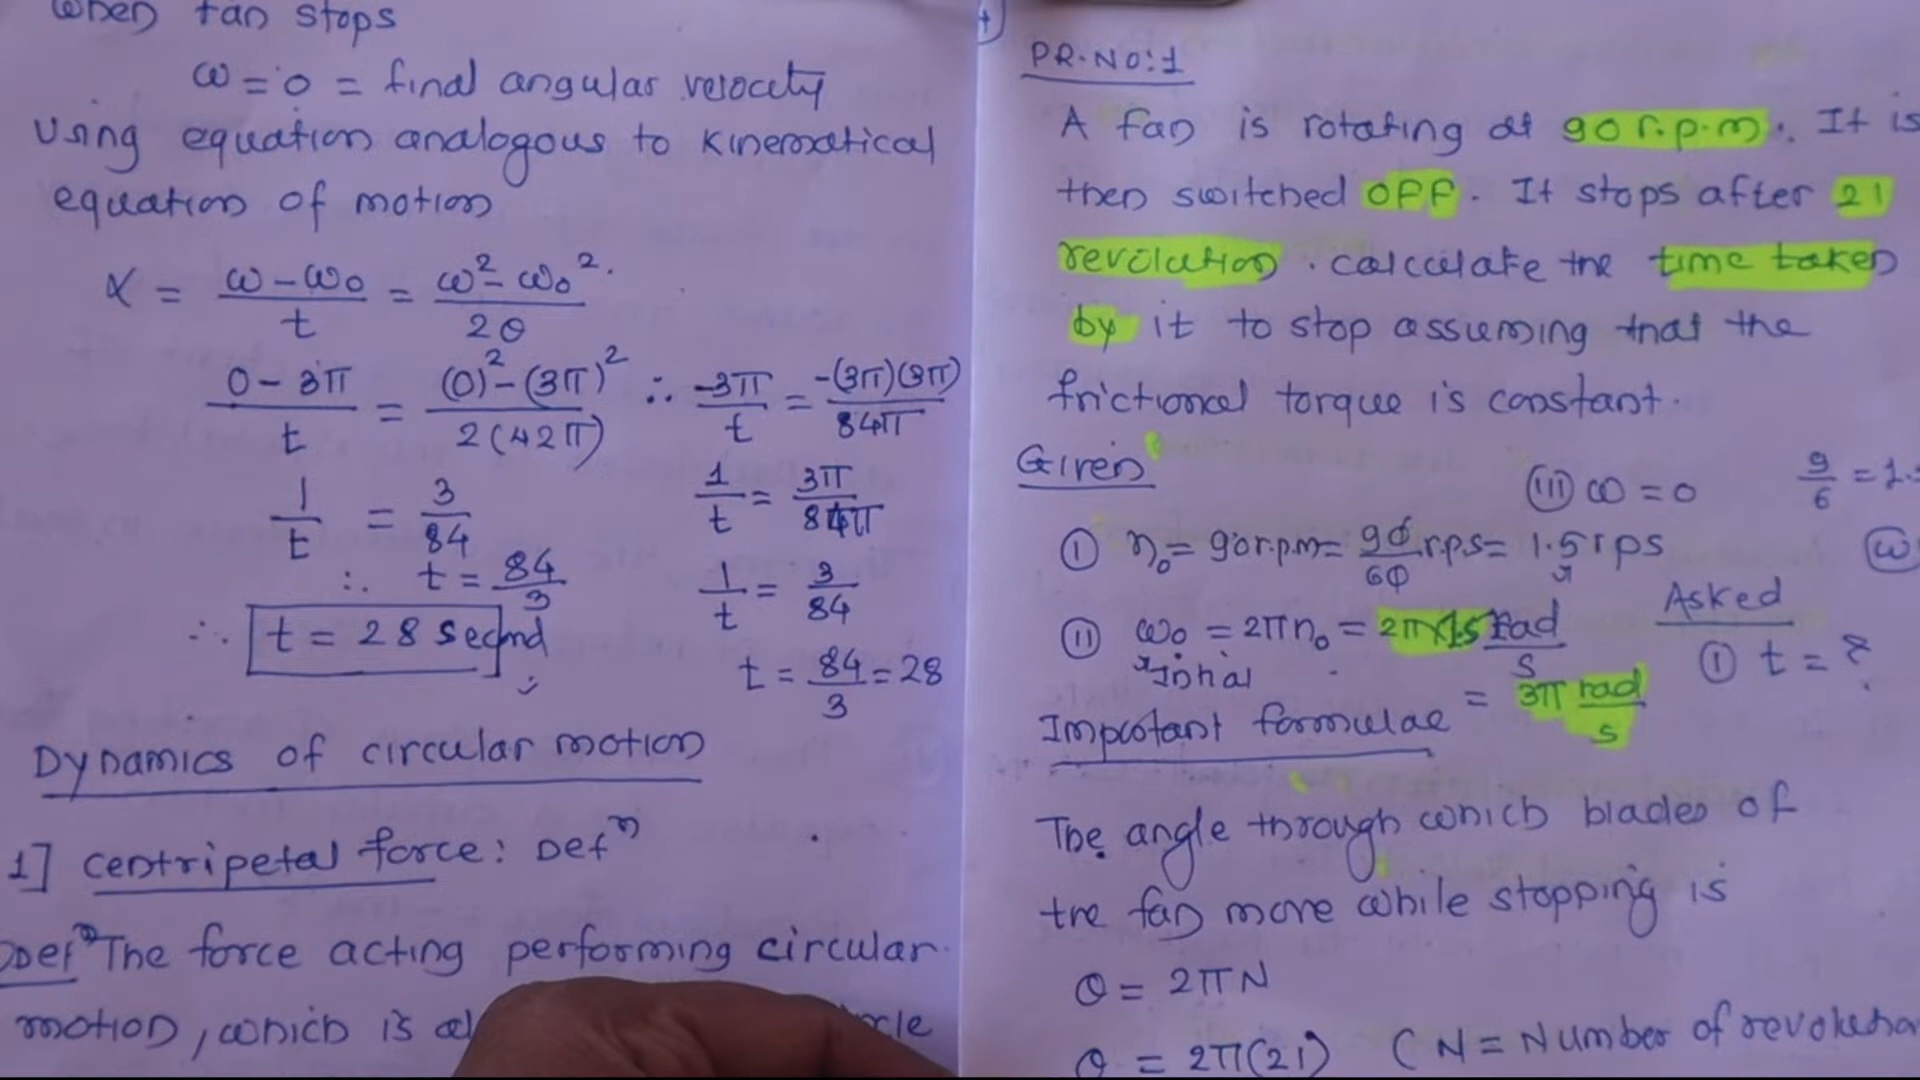 when fan stops
ω = 0 = final angular velocity
Using equation analogous to kinematical
equation of motion
α = (ω - ω₀)/t = (ω² - ω₀²)/2θ
(0 - 3π)/t = ((0)² - (3π)²)/2(42π) ∴ -3π/t = -(3π)(3π)/84π
1/t = 3/84
∴ t = 84/3
∴ t = 28 second
1/t = 3π/84π
1/t = 3/84
t = 84/3 = 28
Dynamics of circular motion
1] centripetal force: Defⁿ
Defⁿ The force acting performing circular
motion, which is
PR.NO:1
A fan is rotating at 90 r.p.m. It is
then switched OFF. It stops after 21
revolution. calculate the time taken
by it to stop assuming that the
frictional torque is constant.
Given
(III) ω = 0
9/6 = 1.5
(I) n₀ = 90 r.p.m = 90/60 r.p.s = 1.5 rps
ω
(II) ω₀ = 2πn₀ = 2π×1.5 rad/s
Initial
= 3π rad/s
Asked
(I) t = ?
Impotant formulae
The angle through which blades of
the fan move while stopping is
θ = 2πN
θ = 2π(21) (N = Number of